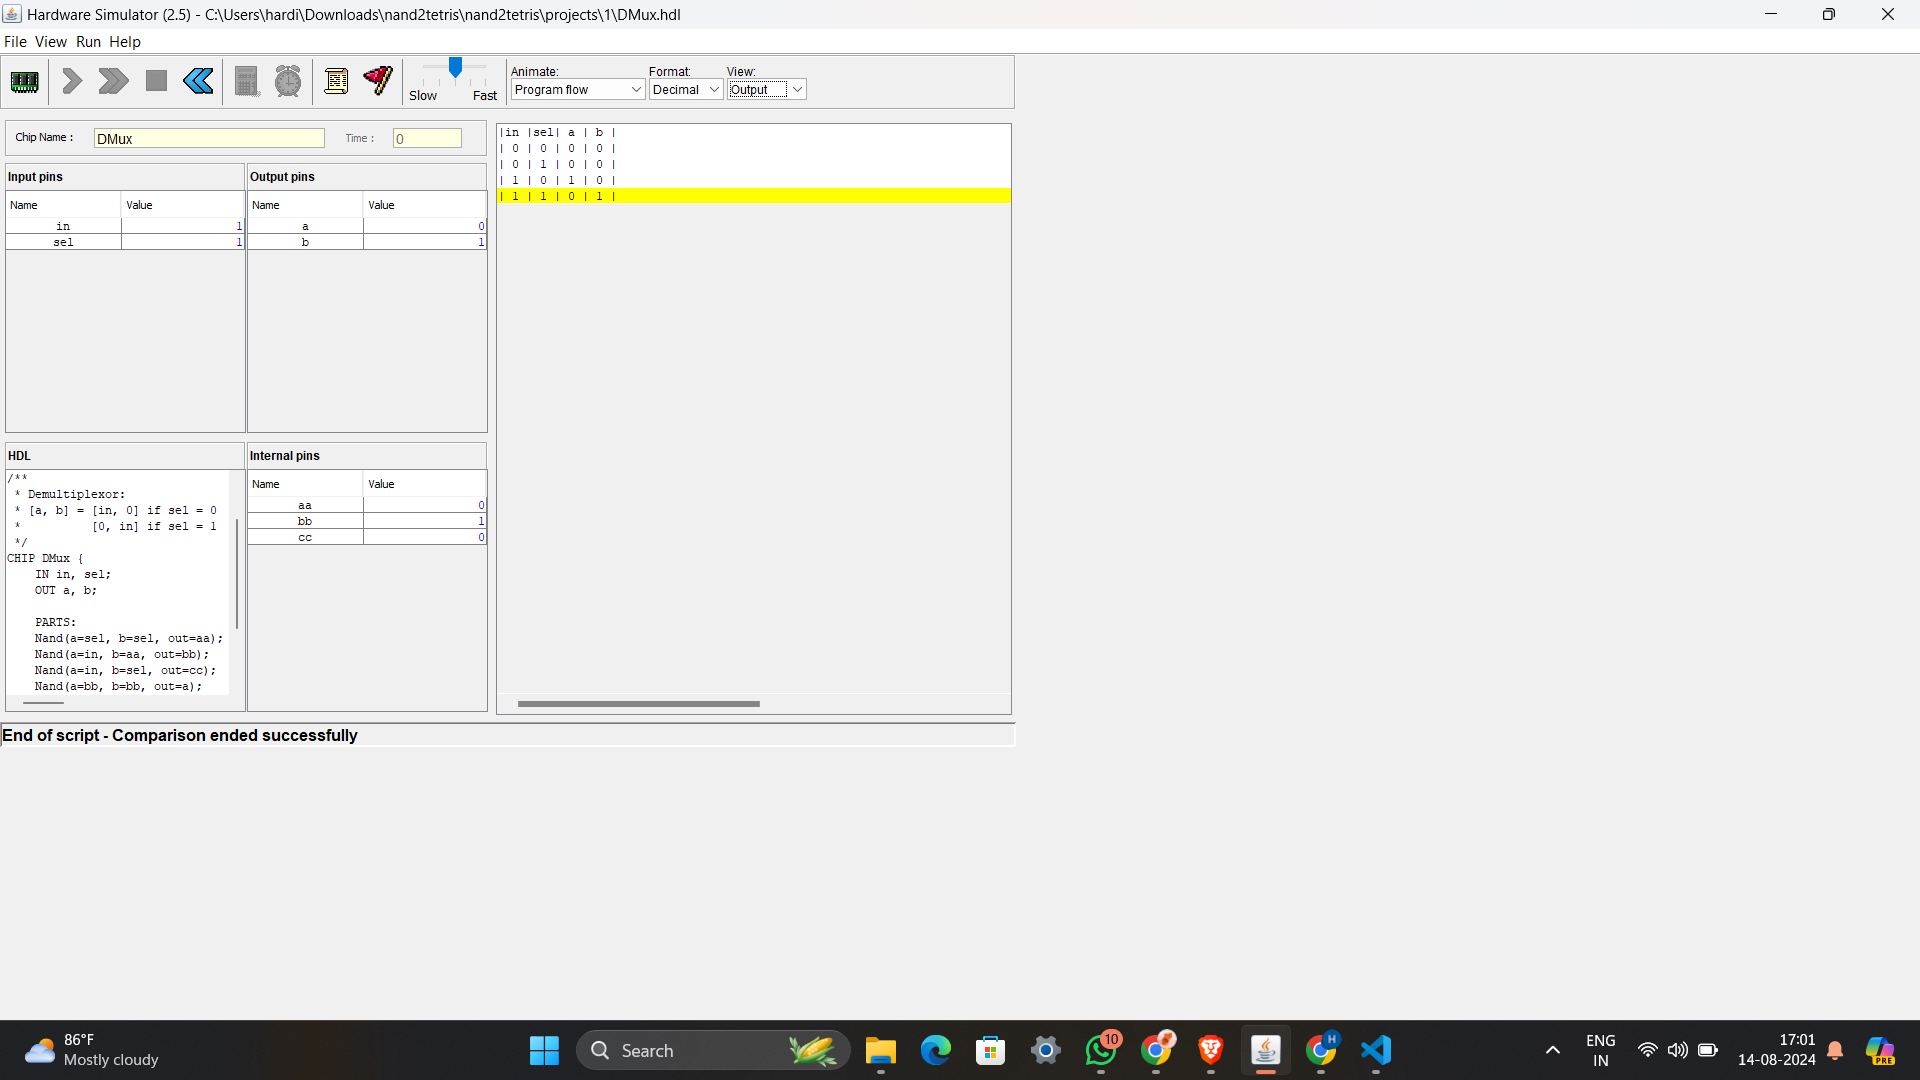 Hardware Simulator (2.5) - C:\Users\hardi\Downloads\nand2tetris\nand2tetris\projects\1\DMux.hdl
File View Run Help
Slow Fast
Animate:
Program flow
Format:
Decimal
View:
Output
Chip Name :
DMux
Time :
0
Input pins
Name Value
in 1
sel 1
Output pins
Name Value
a 0
b 1
|in |sel| a | b |
| 0 | 0 | 0 | 0 |
| 0 | 1 | 0 | 0 |
| 1 | 0 | 1 | 0 |
| 1 | 1 | 0 | 1 |
HDL
/**
* Demultiplexor:
* [a, b] = [in, 0] if sel = 0
* [0, in] if sel = 1
*/
CHIP DMux {
IN in, sel;
OUT a, b;
PARTS:
Nand(a=sel, b=sel, out=aa);
Nand(a=in, b=aa, out=bb);
Nand(a=in, b=sel, out=cc);
Nand(a=bb, b=bb, out=a);
Internal pins
Name Value
aa 0
bb 1
cc 0
End of script - Comparison ended successfully
86°F
Mostly cloudy
Search
10
H
ENG
IN
17:01
14-08-2024
PRE